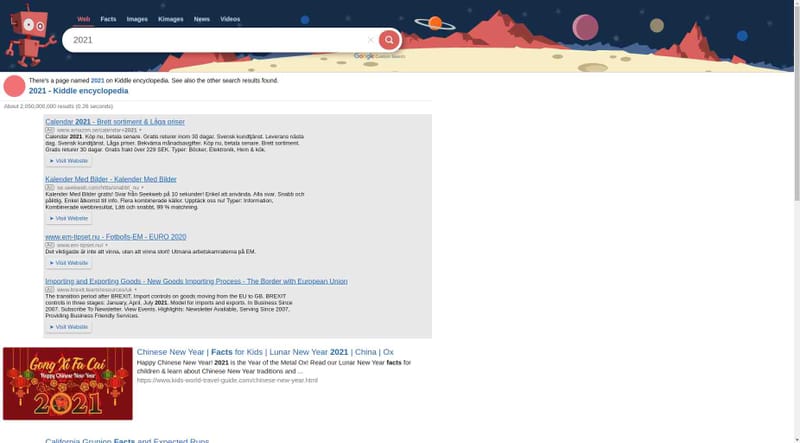 Web Facts Images Kimages News Videos
2021
Google Custom Search
There's a page named 2021 on Kiddle encyclopedia. See also the other search results found.
2021 - Kiddle encyclopedia
About 2,050,000,000 results (0.28 seconds)
Calendar 2021 - Brett sortiment & Låga priser
Ad www.amazon.se/calendar+2021
Calendar 2021. Köp nu, betala senare. Gratis returer inom 30 dagar. Svensk kundtjänst. Leverans nästa
dag. Svensk kundtjänst. Låga priser. Bekväma månadsavgifter. Köp nu, betala senare. Brett sortiment.
Gratis returer 30 dagar. Gratis frakt över 229 SEK. Typer: Böcker, Elektronik, Hem & kök.
➤ Visit Website
Kalender Med Bilder - Kalender Med Bilder
Ad
Kalender Med Bilder gratis! Svar från Seekweb på 10 sekunder! Enkel att använda. Alla svar. Snabb och
pålitlig. Enkel åtkomst till info. Flera kombinerade källor. Upptäck oss nu! Typer: Information,
Kombinerade webbresultat, Lätt och snabbt, 99 % matchning.
➤ Visit Website
www.em-tipset.nu - Fotbolls-EM - EURO 2020
Ad www.em-tipset.nu/
Det viktigaste är inte att vinna, utan att vinna stort! Utmana arbetskamraterna på EM.
➤ Visit Website
Importing and Exporting Goods - New Goods Importing Process - The Border with European Union
Ad www.brexit.team/resources/uk
The transition period after BREXIT. Import controls on goods moving from the EU to GB. BREXIT
controls in three stages: January, April, July 2021. Model for imports and exports. In Business Since
2007. Subscribe To Newsletter. View Events. Highlights: Newsletter Available, Serving Since 2007,
Providing Business Friendly Services.
➤ Visit Website
Gong Xi Fa Cai
Happy Chinese New Year
2021
Chinese New Year | Facts for Kids | Lunar New Year 2021 | China | Ox
Happy Chinese New Year! 2021 is the Year of the Metal Ox! Read our Lunar New Year facts for
children & learn about Chinese New Year traditions and ...
https://www.kids-world-travel-guide.com/chinese-new-year.html
California Grunion Facts and Expected Runs